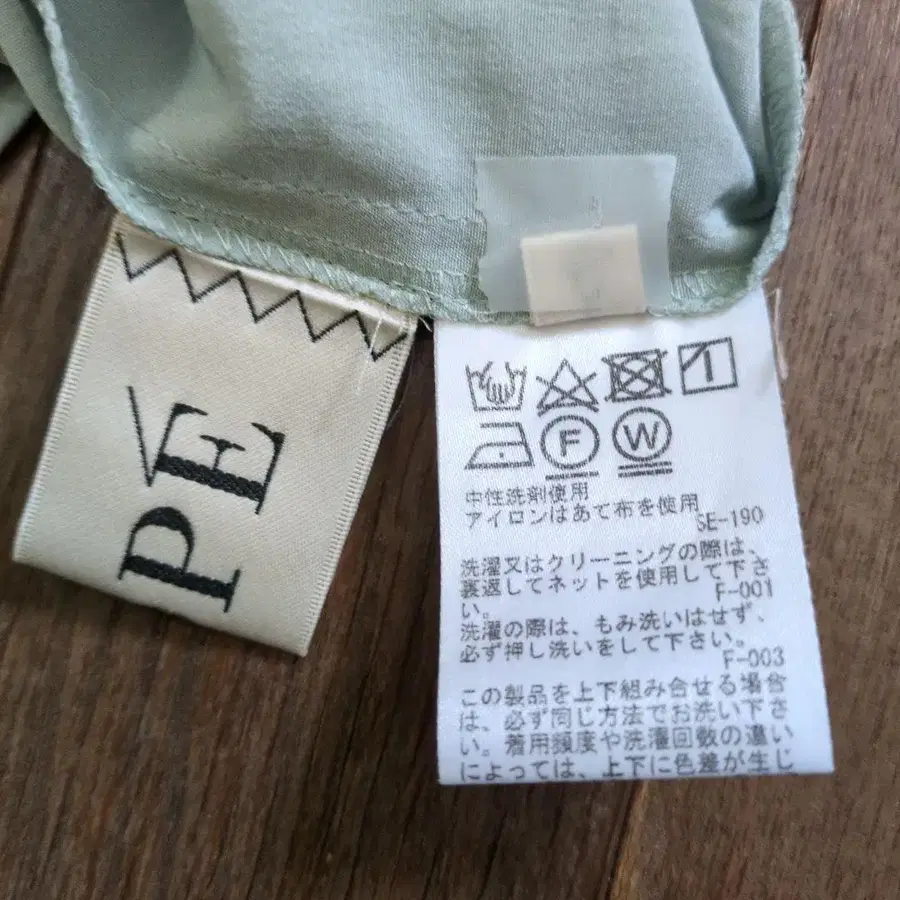 PÉ
F W
中性洗剤使用
アイロンはあて布を使用
SE-190
洗濯又はクリーニングの際は、
裏返してネットを使用して下さ
い。
F-001
洗濯の際は、もみ洗いはせず、
必ず押し洗いをして下さい。
F-003
この製品を上下組み合せる場合
は、必ず同じ方法でお洗い下さ
い。着用頻度や洗濯回数の違い
によっては、上下に色差が生じ